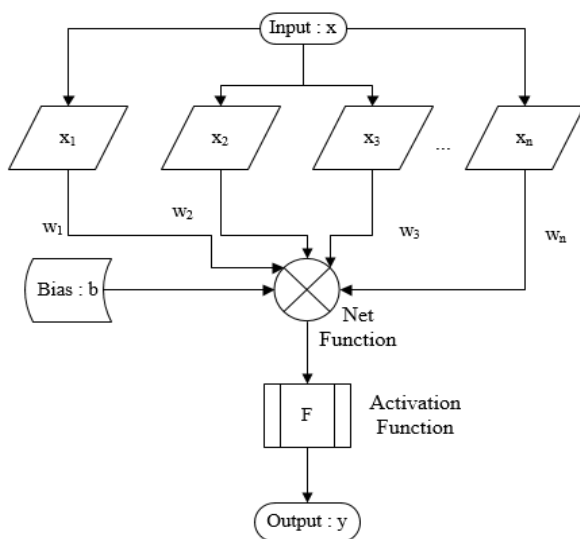 Input : x
x₁
x₂
x₃
...
xₙ
w₁
w₂
w₃
wₙ
Bias : b
Net
Function
F
Activation
Function
Output : y